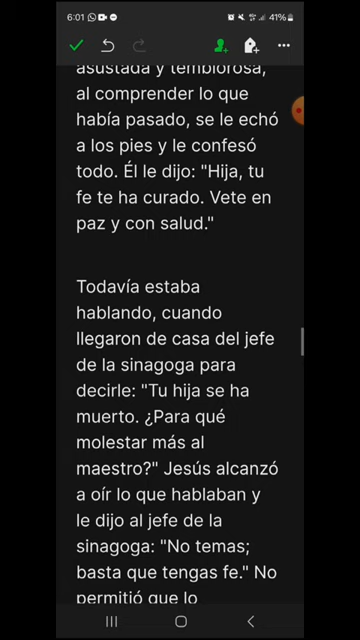 6:01
41%
asustada y temblorosa,
al comprender lo que
había pasado, se le echó
a los pies y le confesó
todo. Él le dijo: "Hija, tu
fe te ha curado. Vete en
paz y con salud."
Todavía estaba
hablando, cuando
llegaron de casa del jefe
de la sinagoga para
decirle: "Tu hija se ha
muerto. ¿Para qué
molestar más al
maestro?" Jesús alcanzó
a oír lo que hablaban y
le dijo al jefe de la
sinagoga: "No temas;
basta que tengas fe." No
permitió que lo